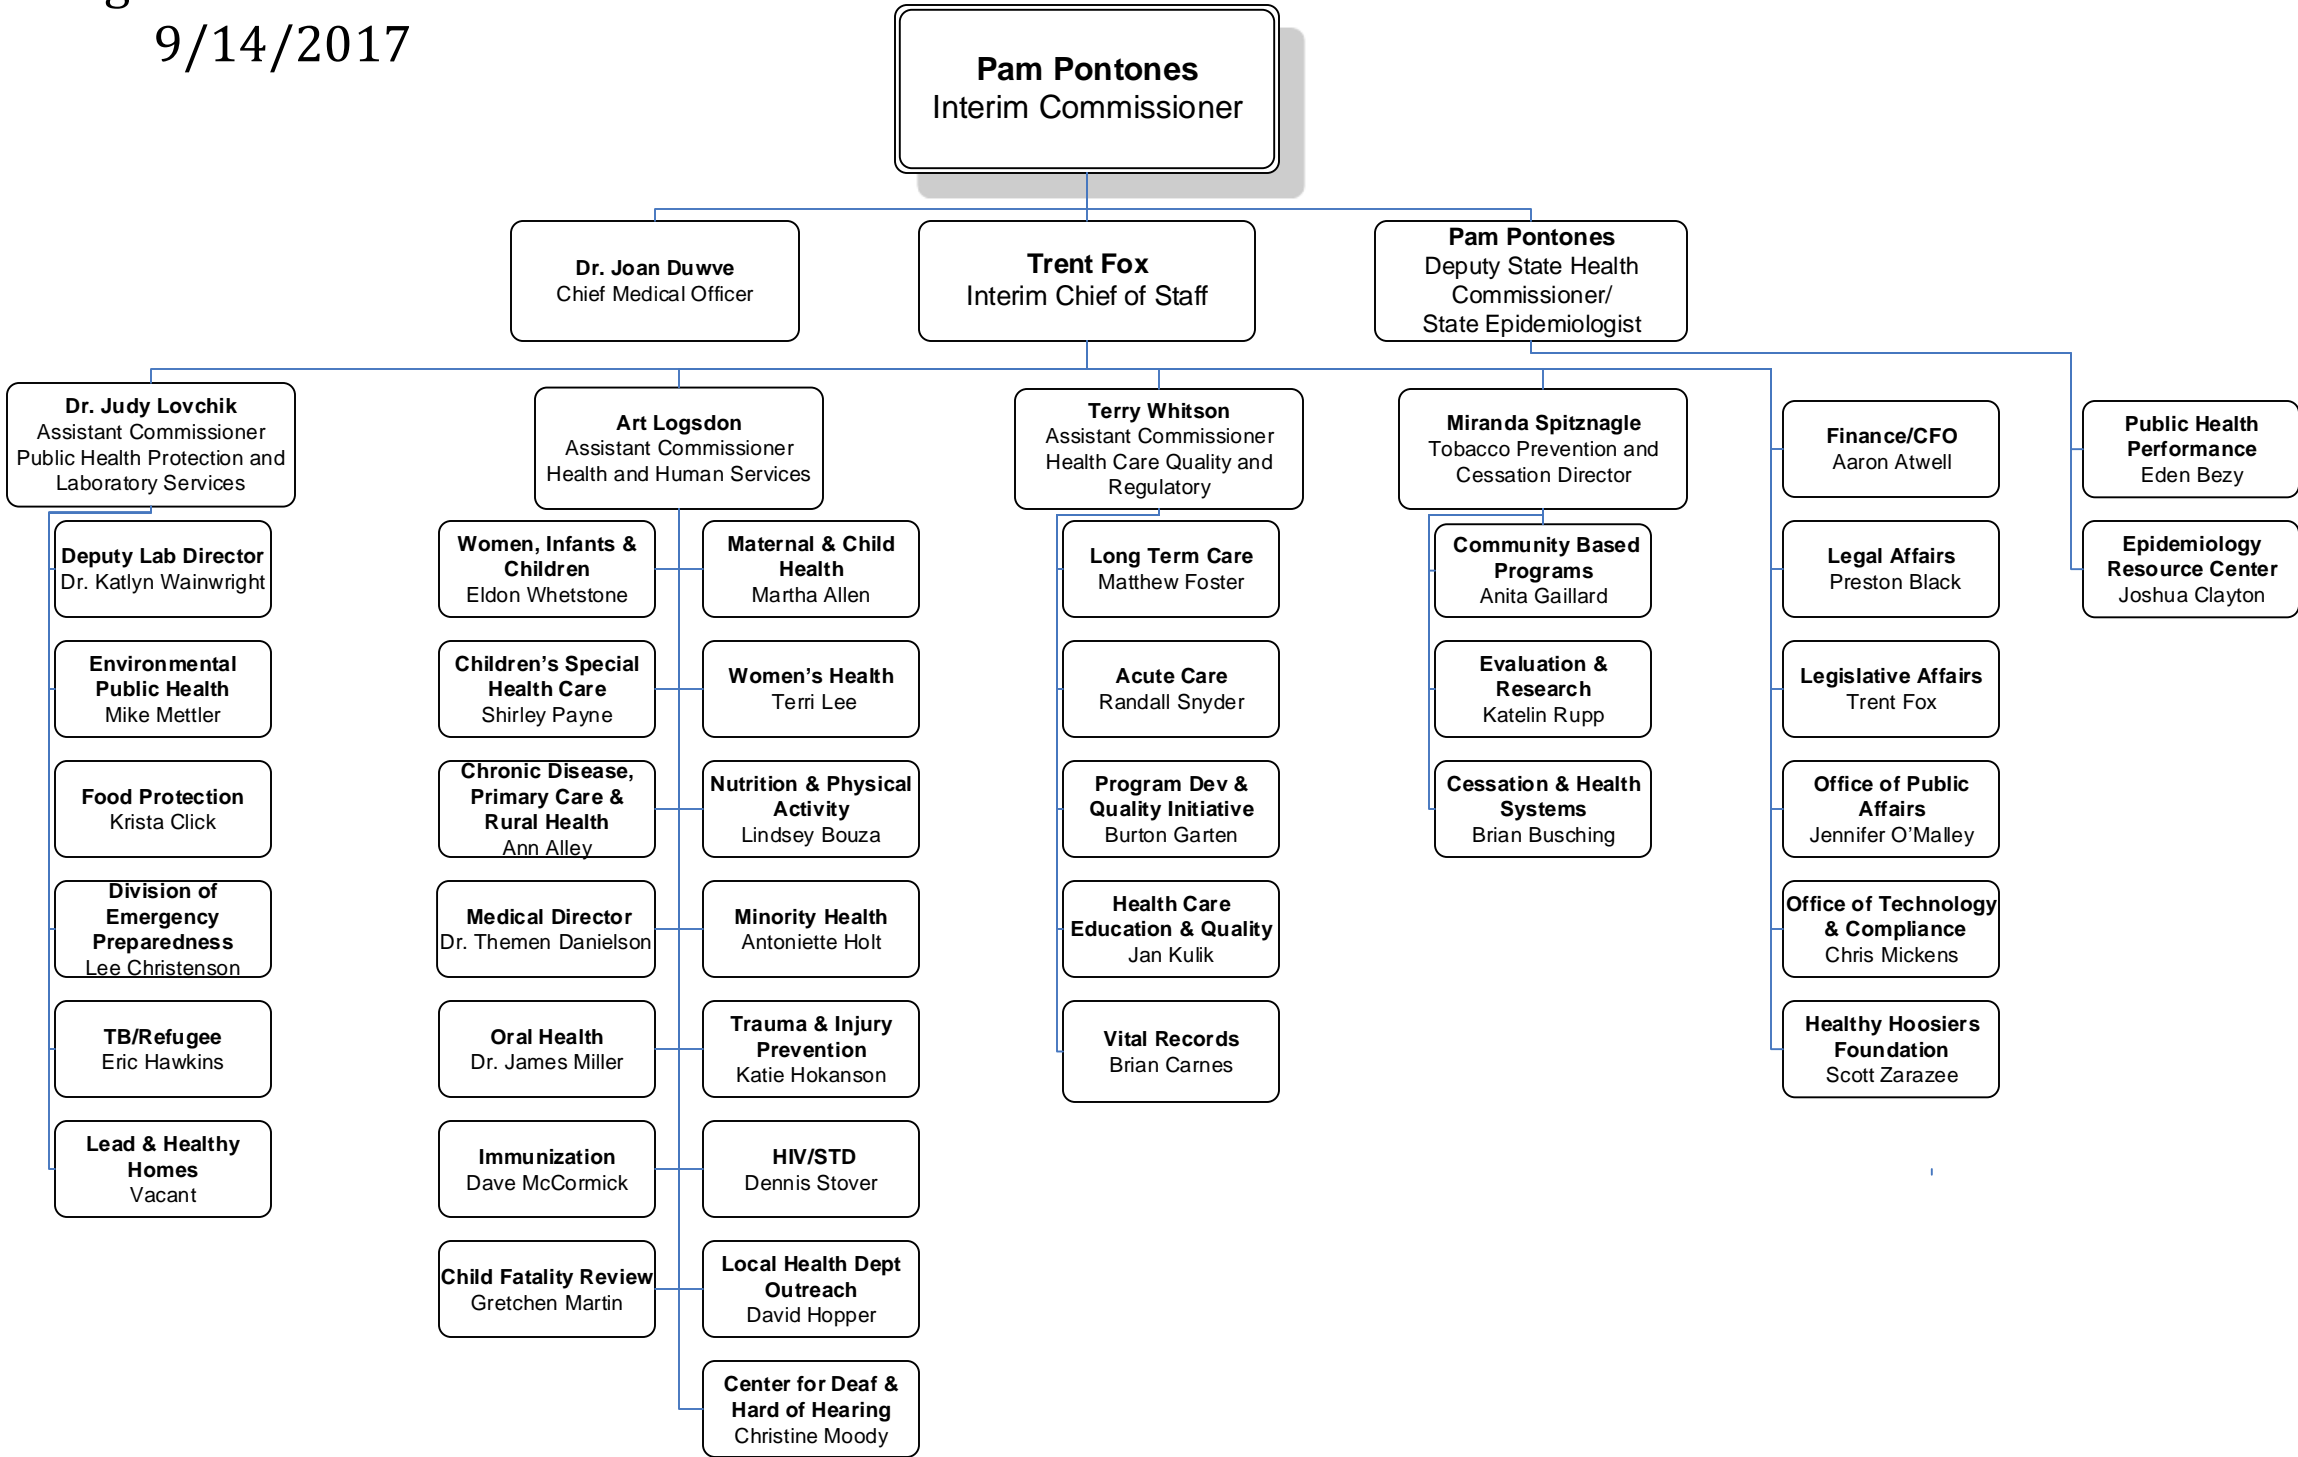 9/14/2017
Pam Pontones
Interim Commissioner
Dr. Joan Duwve
Chief Medical Officer
Trent Fox
Interim Chief of Staff
Pam Pontones
Deputy State Health
Commissioner/
State Epidemiologist
Dr. Judy Lovchik
Assistant Commissioner
Public Health Protection and
Laboratory Services
Deputy Lab Director
Dr. Katlyn Wainwright
Environmental
Public Health
Mike Mettler
Food Protection
Krista Click
Division of
Emergency
Preparedness
Lee Christenson
TB/Refugee
Eric Hawkins
Lead & Healthy
Homes
Vacant
Art Logsdon
Assistant Commissioner
Health and Human Services
Women, Infants &
Children
Eldon Whetstone
Maternal & Child
Health
Martha Allen
Children’s Special
Health Care
Shirley Payne
Women’s Health
Terri Lee
Chronic Disease,
Primary Care &
Rural Health
Ann Alley
Nutrition & Physical
Activity
Lindsey Bouza
Medical Director
Dr. Themen Danielson
Minority Health
Antoniette Holt
Oral Health
Dr. James Miller
Trauma & Injury
Prevention
Katie Hokanson
Immunization
Dave McCormick
HIV/STD
Dennis Stover
Child Fatality Review
Gretchen Martin
Local Health Dept
Outreach
David Hopper
Center for Deaf &
Hard of Hearing
Christine Moody
Terry Whitson
Assistant Commissioner
Health Care Quality and
Regulatory
Long Term Care
Matthew Foster
Acute Care
Randall Snyder
Program Dev &
Quality Initiative
Burton Garten
Health Care
Education & Quality
Jan Kulik
Vital Records
Brian Carnes
Miranda Spitznagle
Tobacco Prevention and
Cessation Director
Community Based
Programs
Anita Gaillard
Evaluation &
Research
Katelin Rupp
Cessation & Health
Systems
Brian Busching
Finance/CFO
Aaron Atwell
Legal Affairs
Preston Black
Legislative Affairs
Trent Fox
Office of Public
Affairs
Jennifer O’Malley
Office of Technology
& Compliance
Chris Mickens
Healthy Hoosiers
Foundation
Scott Zarazee
Public Health
Performance
Eden Bezy
Epidemiology
Resource Center
Joshua Clayton